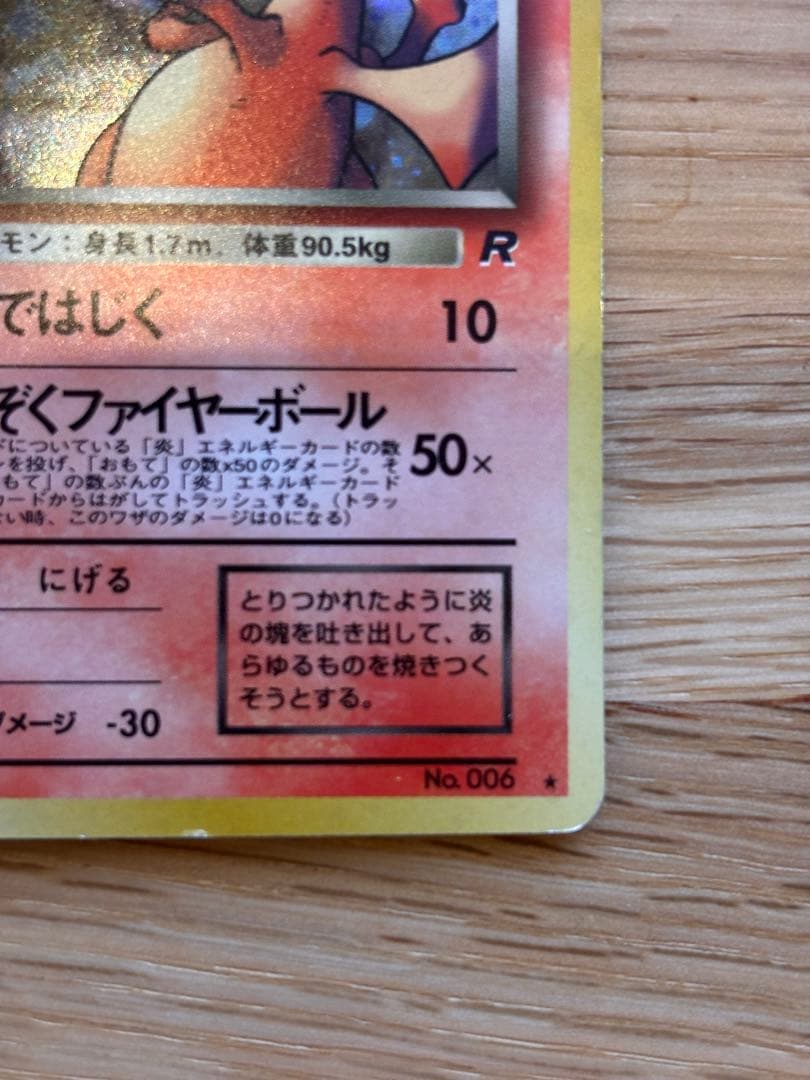 モン：身長1.7m、体重90.5kg R
ではじく 10
ぞくファイヤーボール
ドについている「炎」エネルギーカードの数
ンを投げ、「おもて」の数x50のダメージ。そ
もて」の数ぶんの「炎」エネルギーカード
カードからはがしてトラッシュする。（トラッ
ない時、このワザのダメージは0になる）
50×
にげる
ダメージ -30
とりつかれたように炎
の塊を吐き出して、あ
らゆるものを焼きつく
そうとする。
No. 006 ★